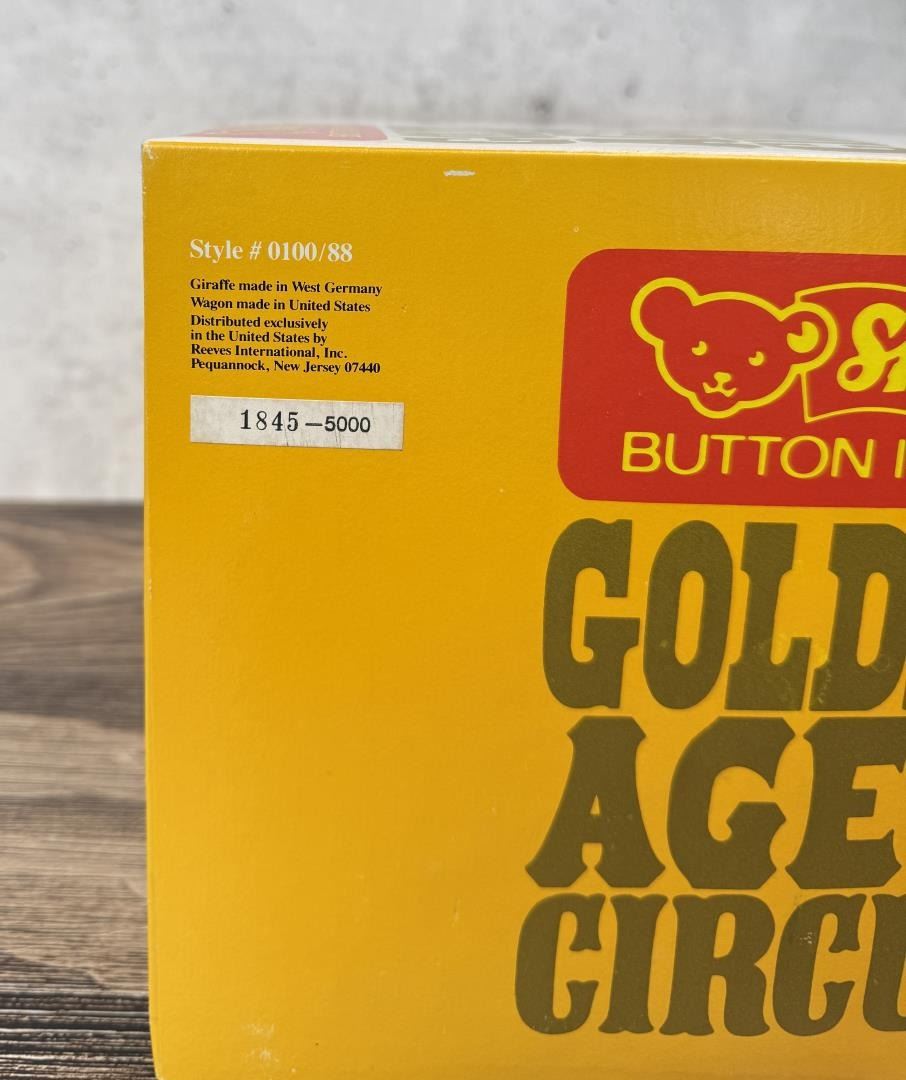 Style # 0100/88
Giraffe made in West Germany
Wagon made in United States
Distributed exclusively
in the United States by
Reeves International, Inc.
Pequannock, New Jersey 07440
1845 – 5000
BUTTON
GOLD
AGE
CIRCU